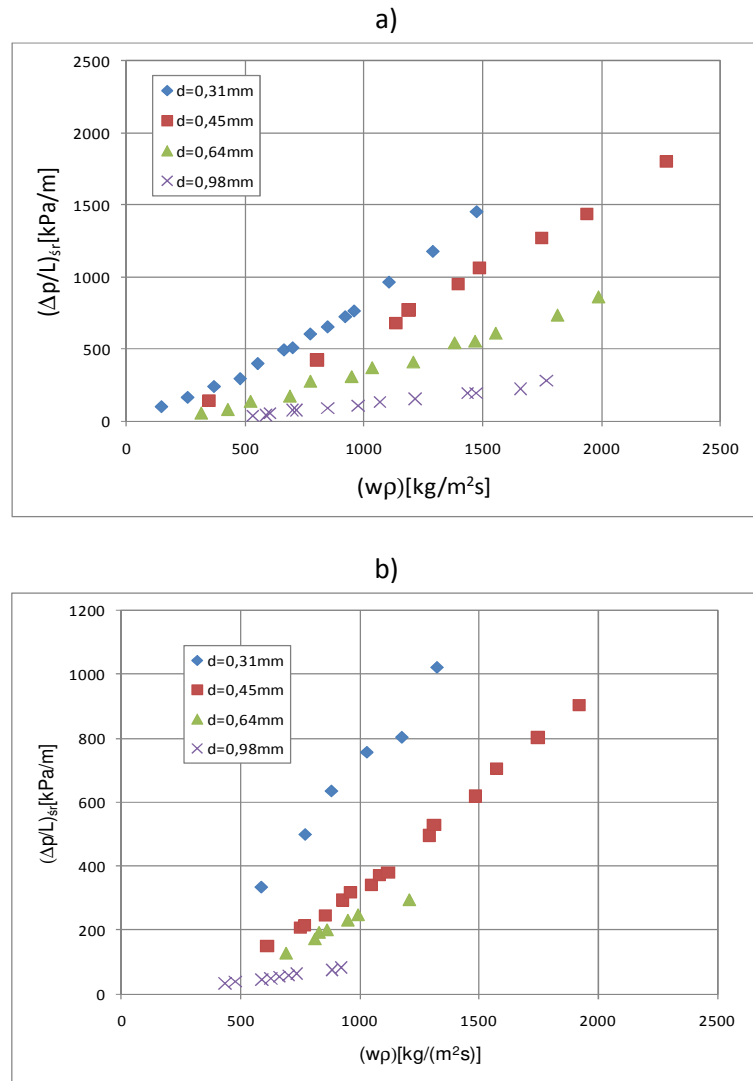 a)
2500
2000
1500
1000
500
0
d=0,31mm
d=0,45mm
d=0,64mm
d=0,98mm
(Δp/L)śr[kPa/m]
0 500 1000 1500 2000 2500
(wρ)[kg/m²s]
b)
1200
1000
800
600
400
200
0
d=0,31mm
d=0,45mm
d=0,64mm
d=0,98mm
(Δp/L)śr[kPa/m]
0 500 1000 1500 2000 2500
(wρ)[kg/(m²s)]